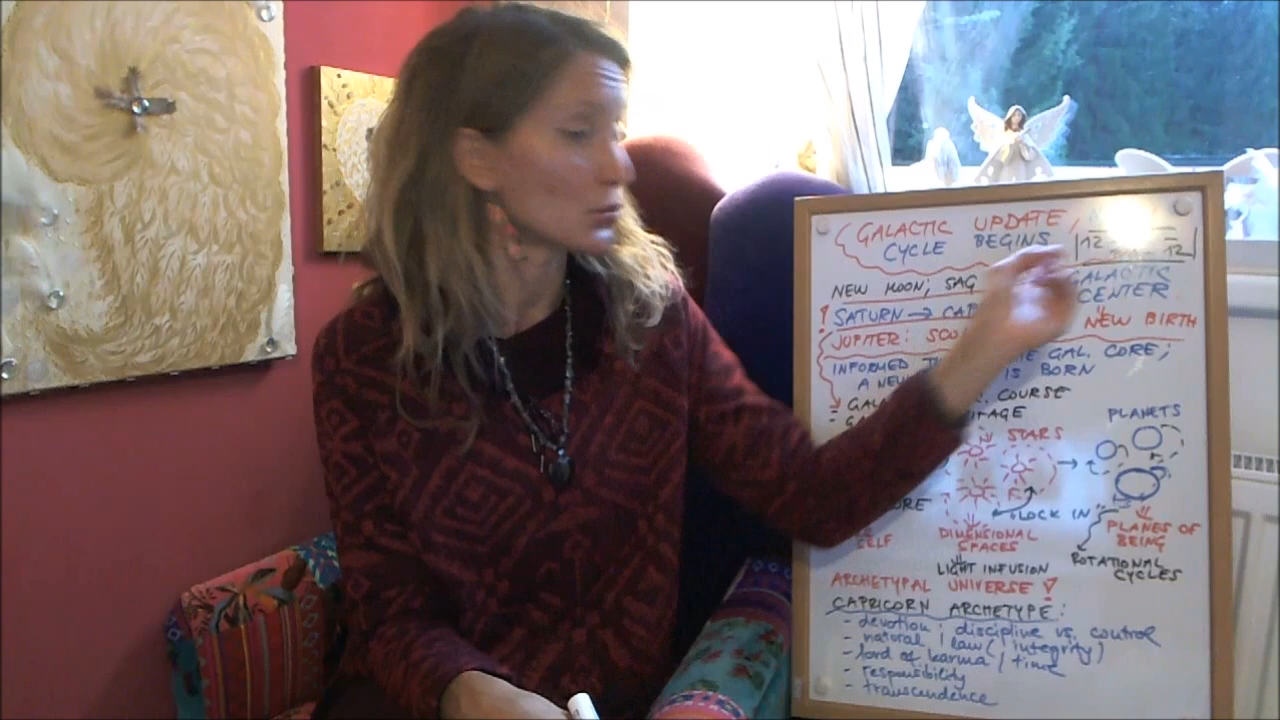 GALACTIC UPDATE /
CYCLE BEGINS
12
12
NEW MOON; SAG GALACTIC
CENTER
! SATURN → CAP
JUPITER: SCO NEW BIRTH
INFORMED GAL. CORE;
A NEW IS BORN
= COURSE
=
PLANETS
STARS
LOCK IN
DIMENSIONAL
SPACES
SELF
PLANES OF
BEING
LIGHT INFUSION
ROTATIONAL
CYCLES
ARCHETYPAL UNIVERSE !
CAPRICORN ARCHETYPE:
- devotion / discipline vs. control
- natural / law (integrity)
- lord of karma / time
- responsibility
- transcendence